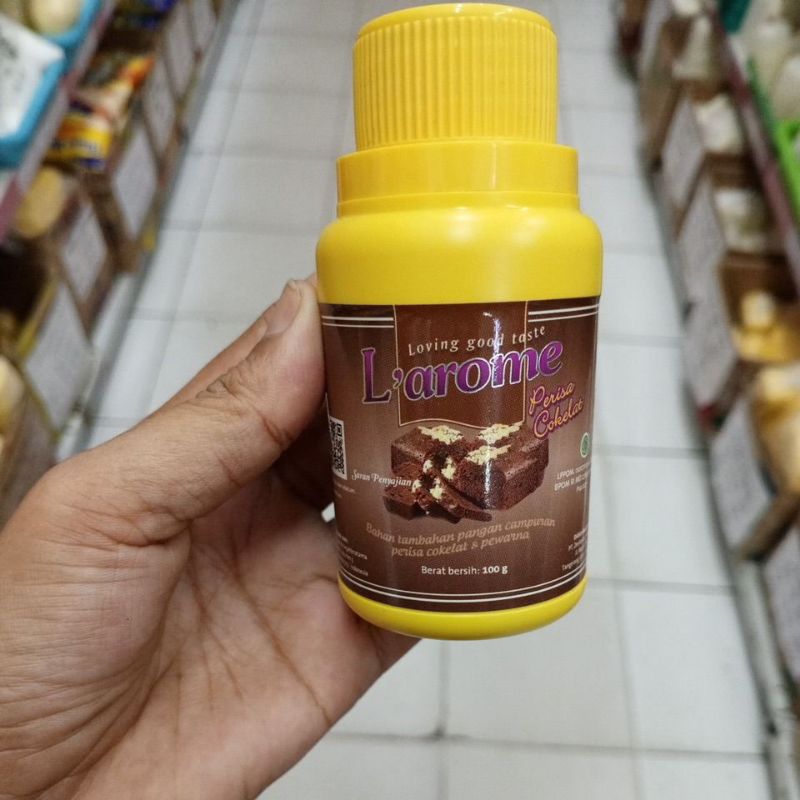 Loving good taste
L'arome
Perisa
Cokelat
Saran Penyajian
Bahan tambahan pangan campuran
perisa cokelat & pewarna
Berat bersih: 100 g